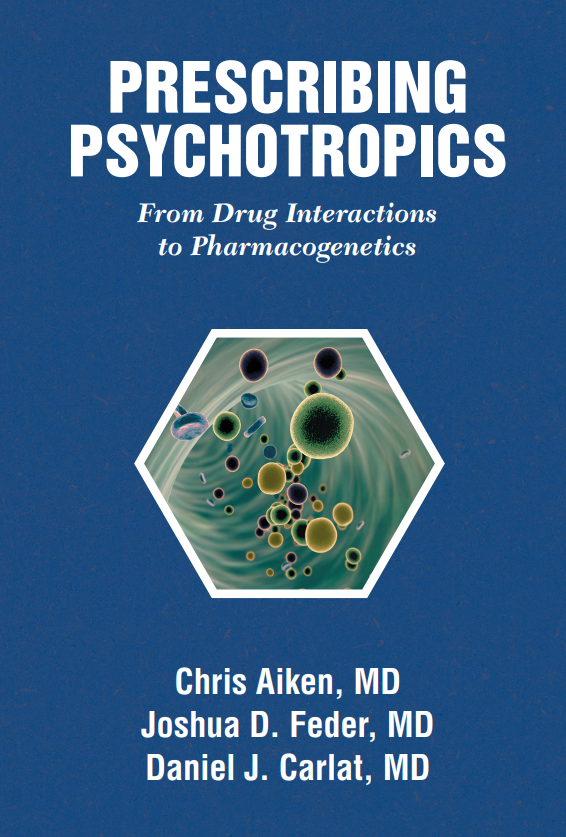 PRESCRIBING
PSYCHOTROPICS
From Drug Interactions
to Pharmacogenetics
Chris Aiken, MD
Joshua D. Feder, MD
Daniel J. Carlat, MD